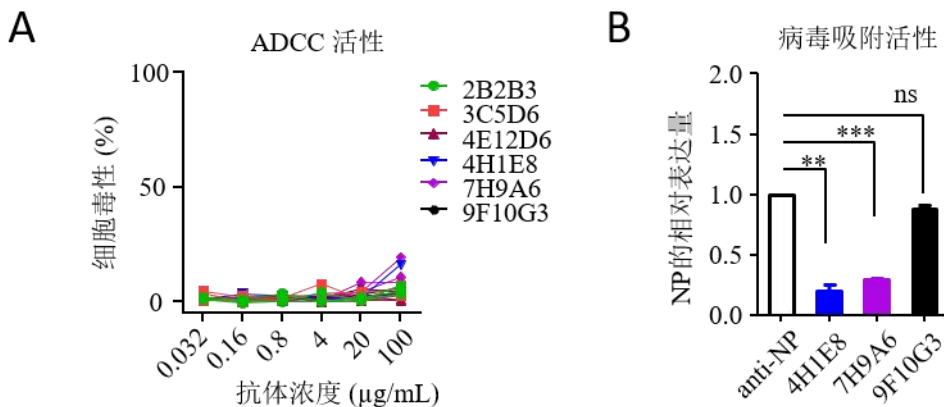 A
ADCC 活性
100
50
0
细胞毒性 (%)
0.032
0.16
0.8
4
20
100
抗体浓度 (μg/mL)
2B2B3
3C5D6
4E12D6
4H1E8
7H9A6
9F10G3
B
病毒吸附活性
2.0
1.5
1.0
0.5
0.0
NP的相对表达量
ns
***
**
anti-NP
4H1E8
7H9A6
9F10G3